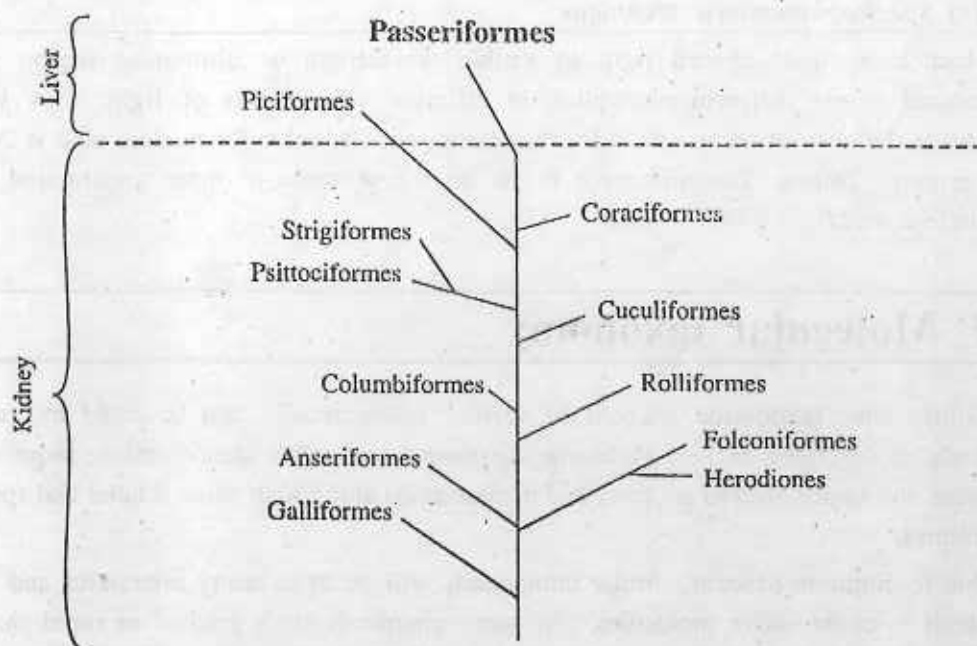 Liver
Passeriformes
Piciformes
Coraciformes
Strigiformes
Psittociformes
Cuculiformes
Kidney
Columbiformes
Rolliformes
Anseriformes
Folconiformes
Herodiones
Galliformes